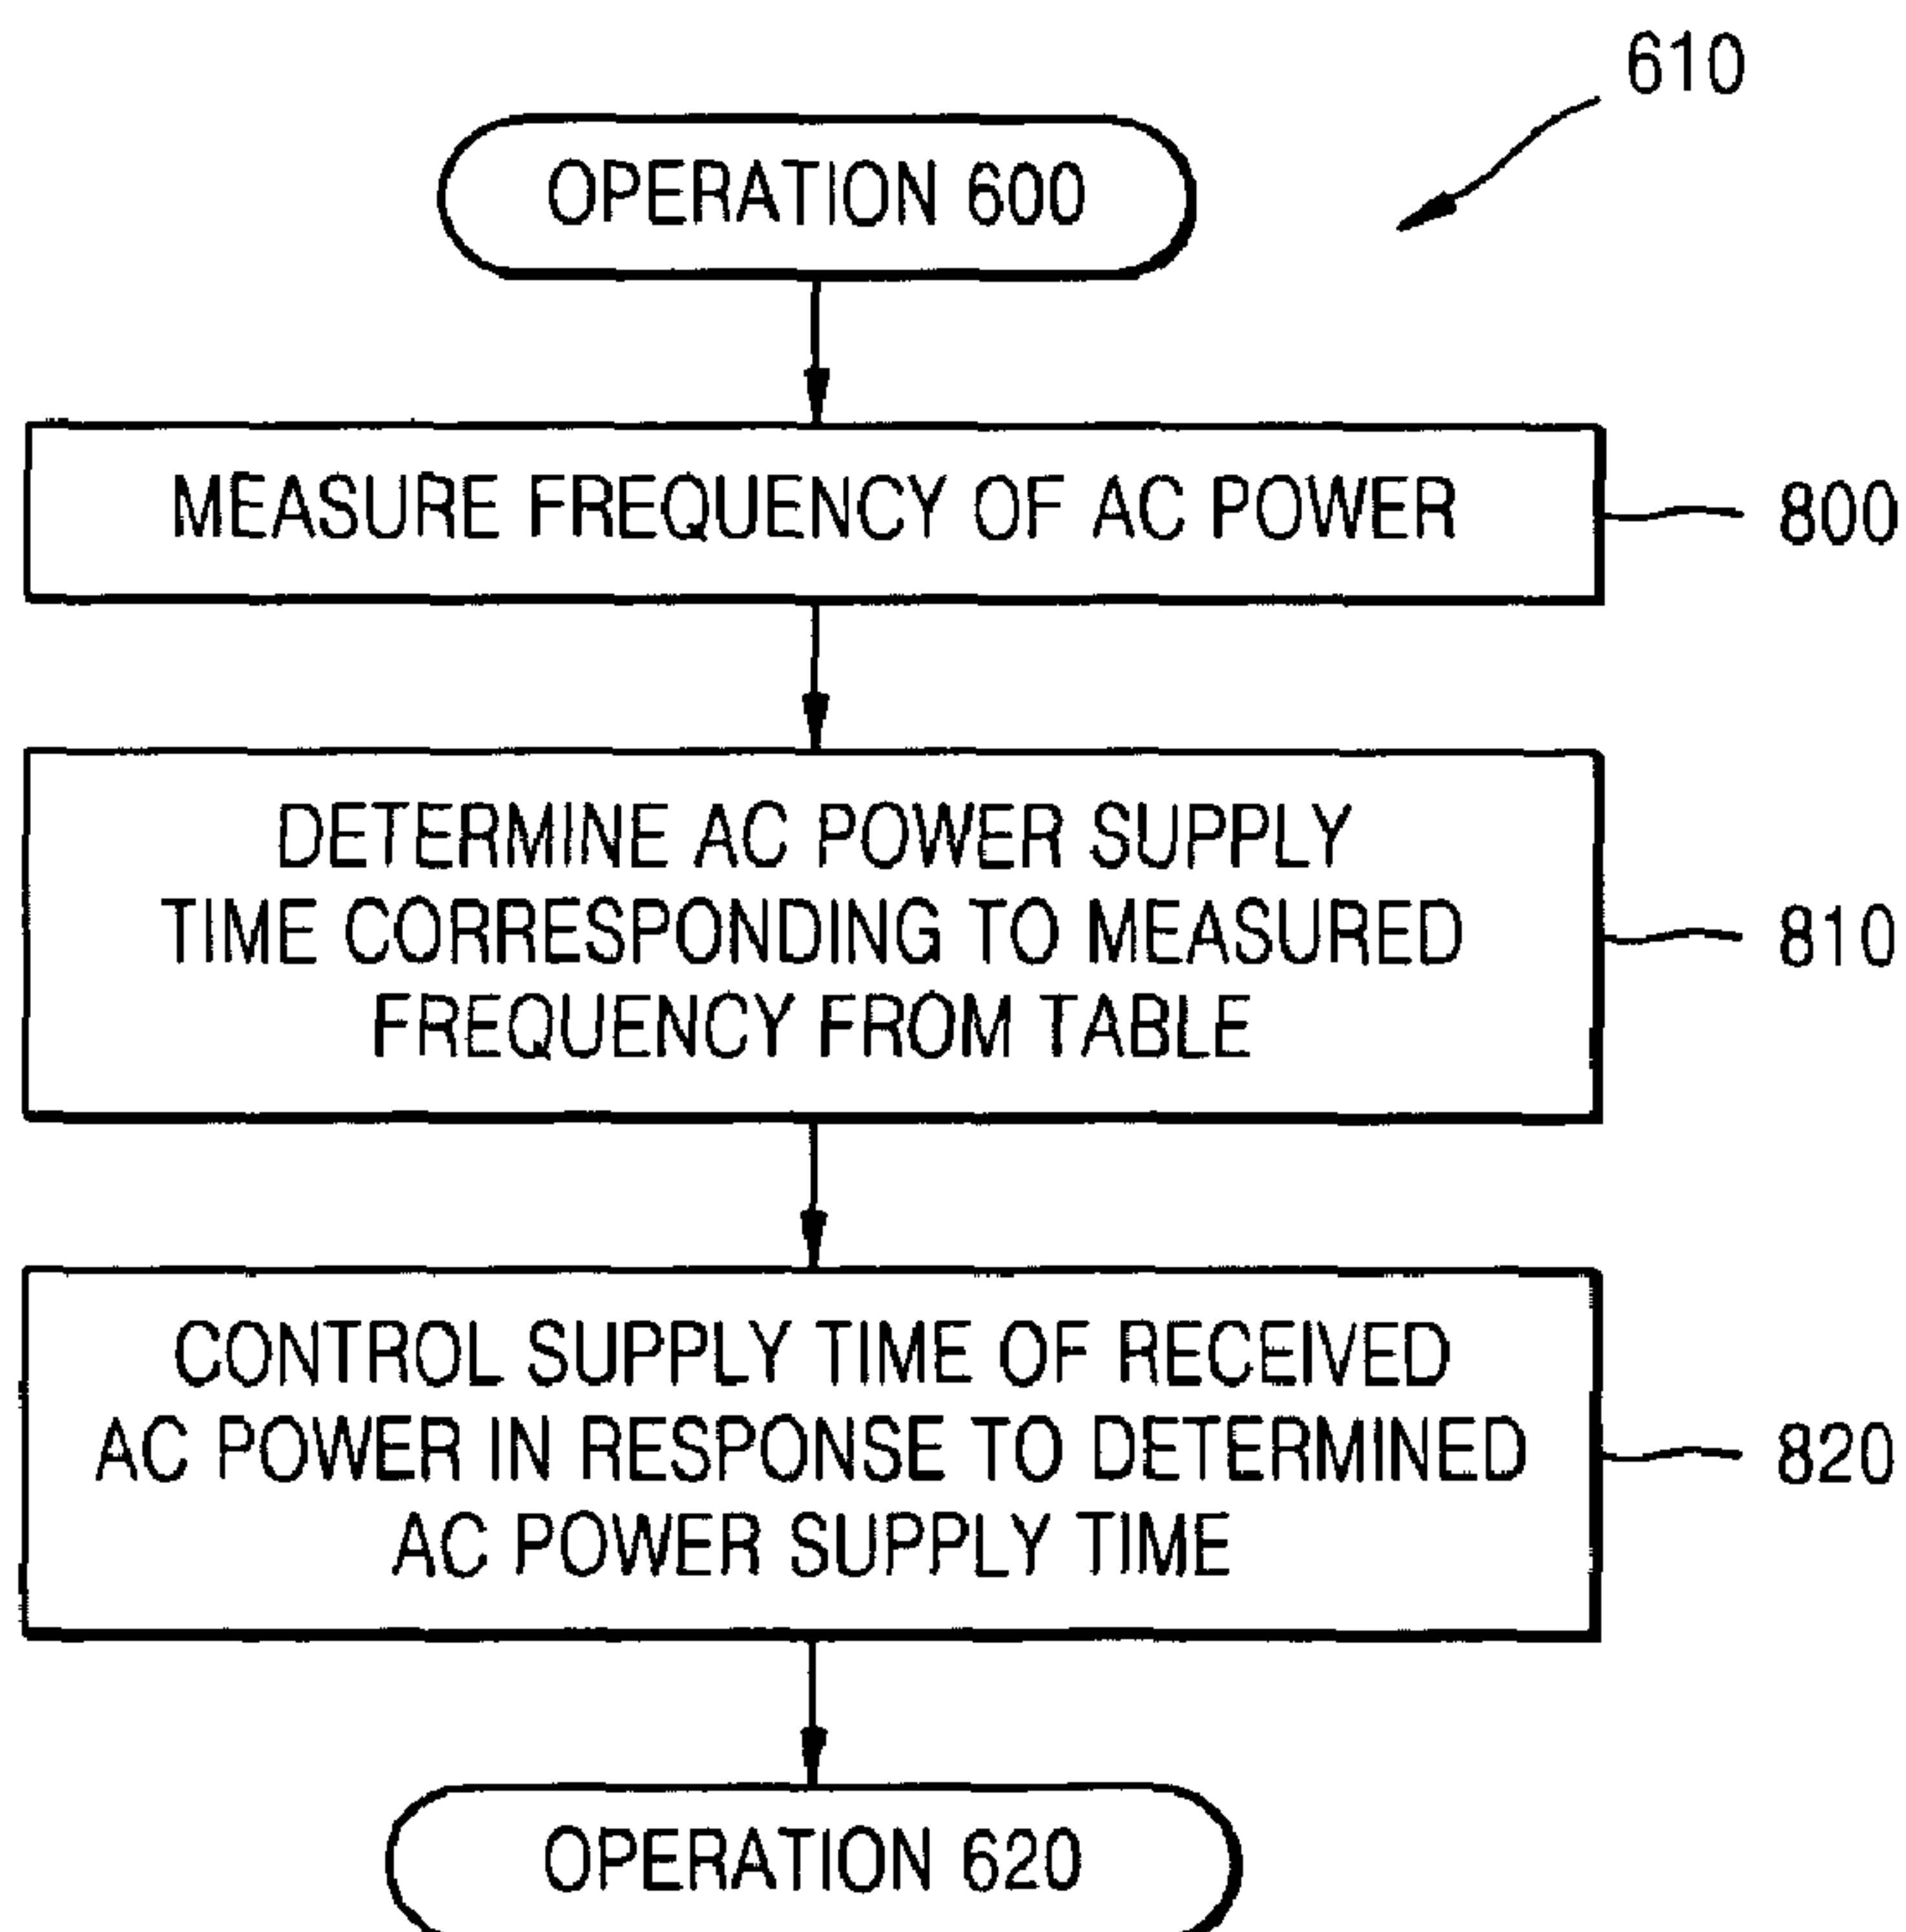 610
OPERATION 600
MEASURE FREQUENCY OF AC POWER
800
DETERMINE AC POWER SUPPLY
TIME CORRESPONDING TO MEASURED
FREQUENCY FROM TABLE
810
CONTROL SUPPLY TIME OF RECEIVED
AC POWER IN RESPONSE TO DETERMINED
AC POWER SUPPLY TIME
820
OPERATION 620